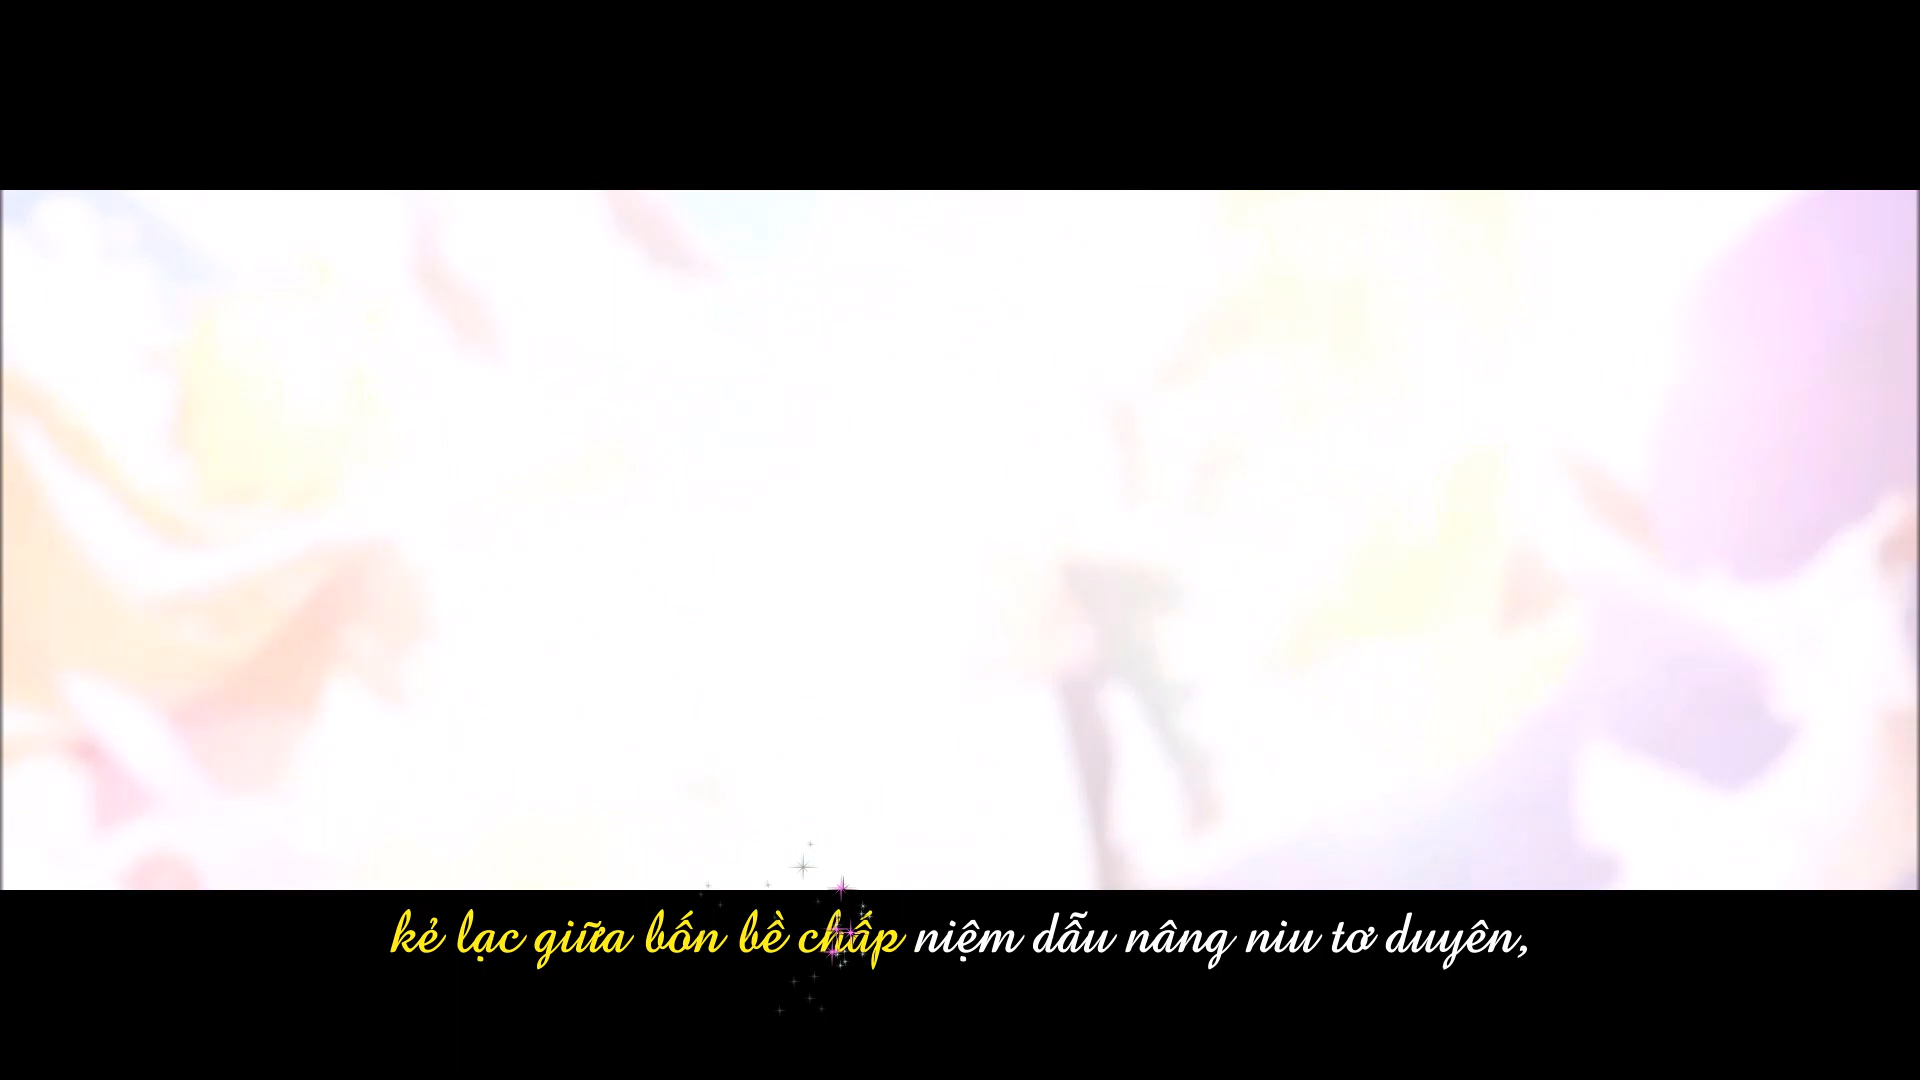 kẻ lạc giữa bốn bề chấp niệm dẫu nâng niu tơ duyên,